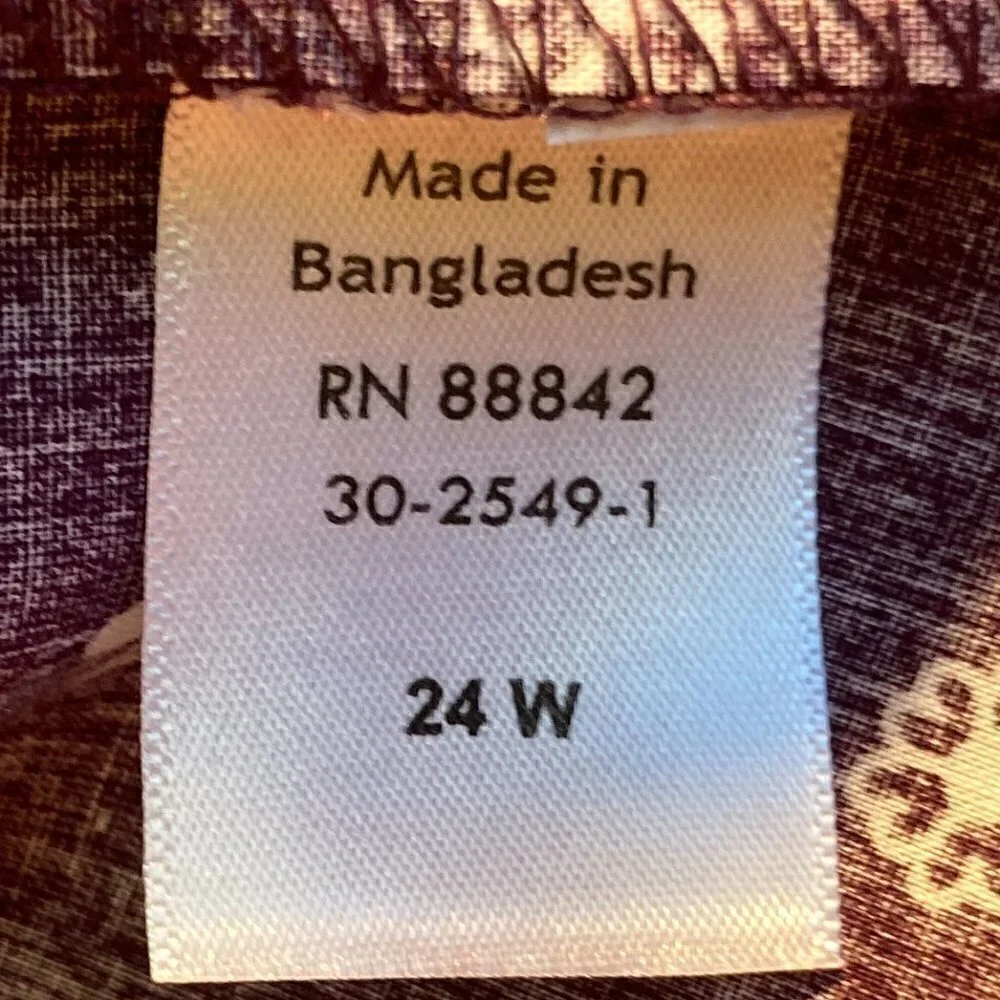 Made in
Bangladesh
RN 88842
30-2549-1
24 W